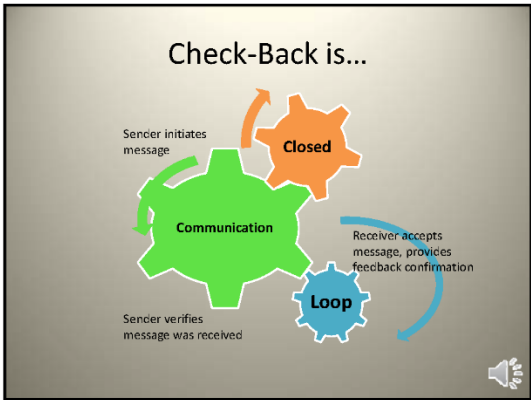 Check-Back is...
Sender initiates
message
Closed
Communication
Receiver accepts
message, provides
feedback confirmation
Loop
Sender verifies
message was received